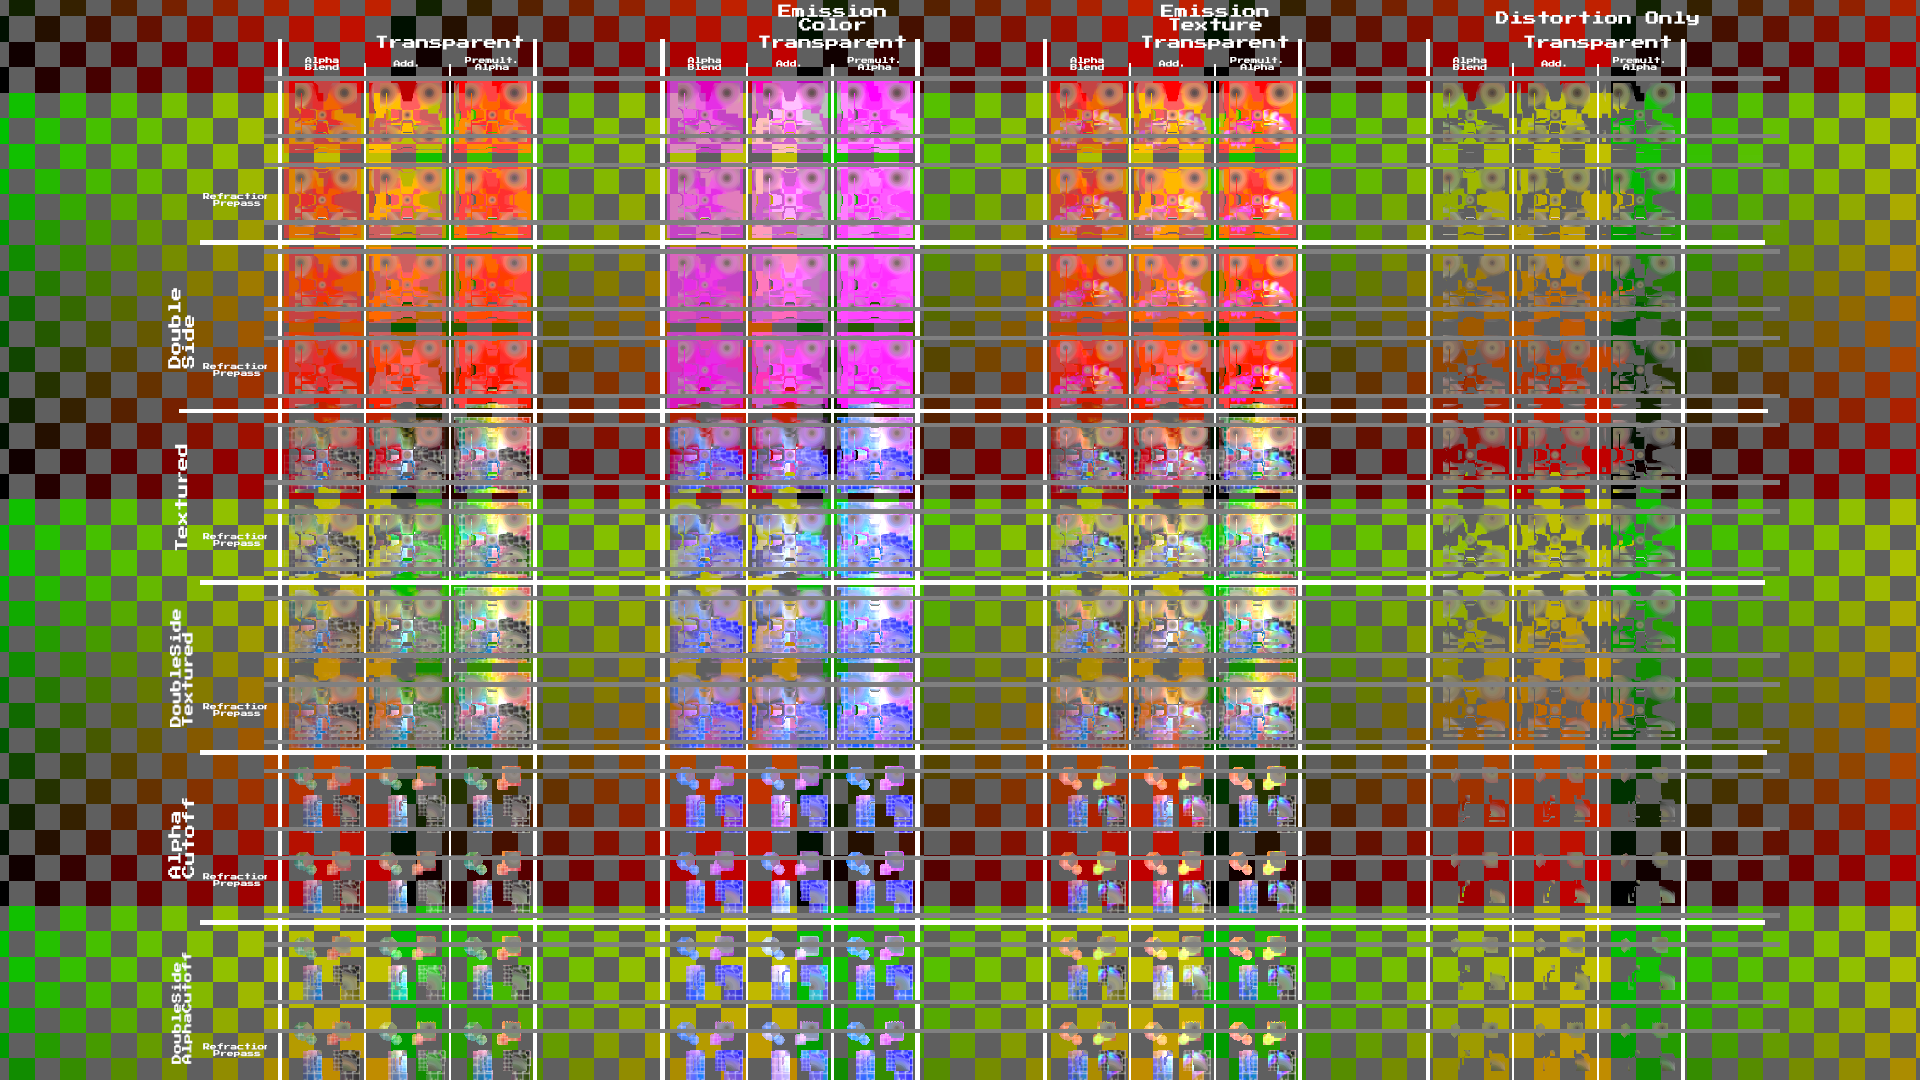 Emission
Color
Emission
Texture
Distortion Only
Transparent
Transparent
Transparent
Transparent
Alpha
Blend
Add.
Premult.
Alpha
Alpha
Blend
Add.
Premult.
Alpha
Alpha
Blend
Add.
Premult.
Alpha
Alpha
Blend
Add.
Premult.
Alpha
Refraction
Prepass
Double
Side
Refraction
Prepass
Textured
Refraction
Prepass
DoubleSide
Textured
Refraction
Prepass
Alpha
Cutoff
Refraction
Prepass
DoubleSide
AlphaCutoff
Refraction
Prepass